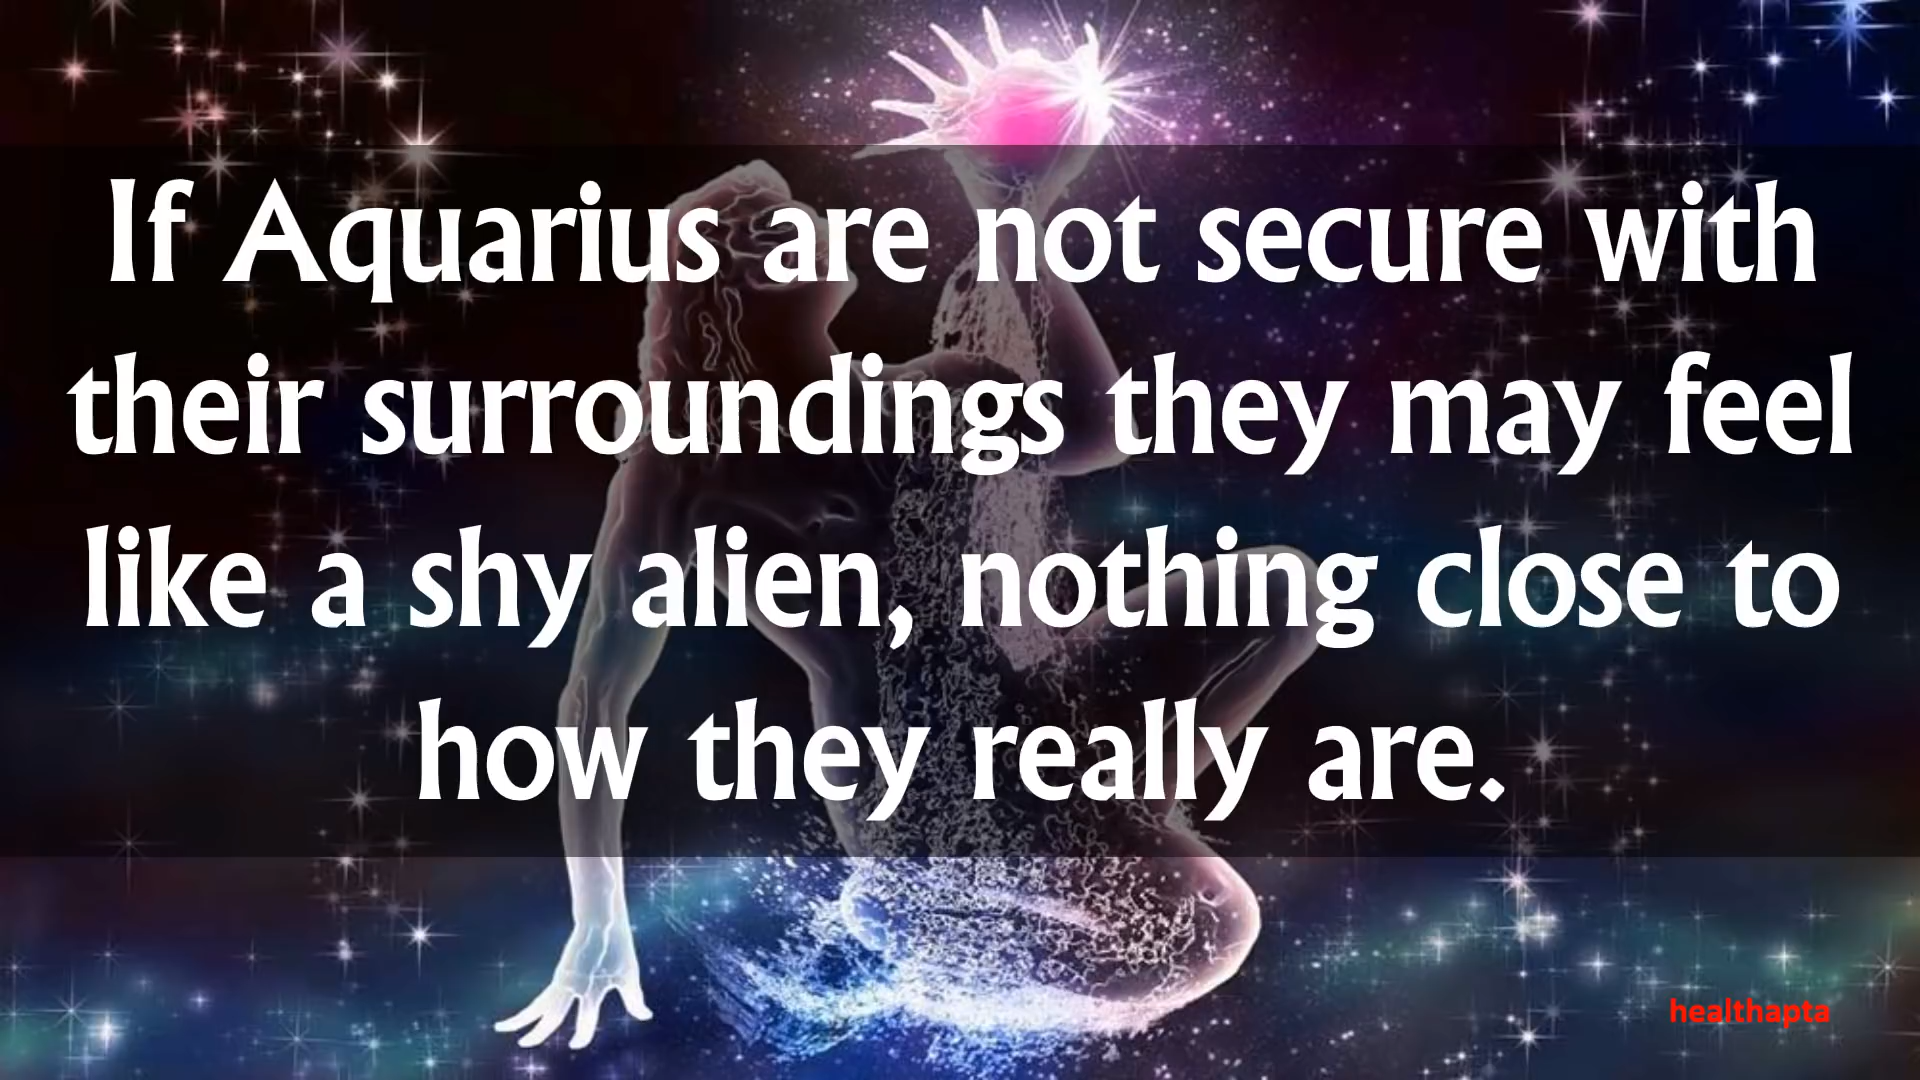 If Aquarius are not secure with
their surroundings they may feel
like a shy alien, nothing close to
how they really are.
healthapta